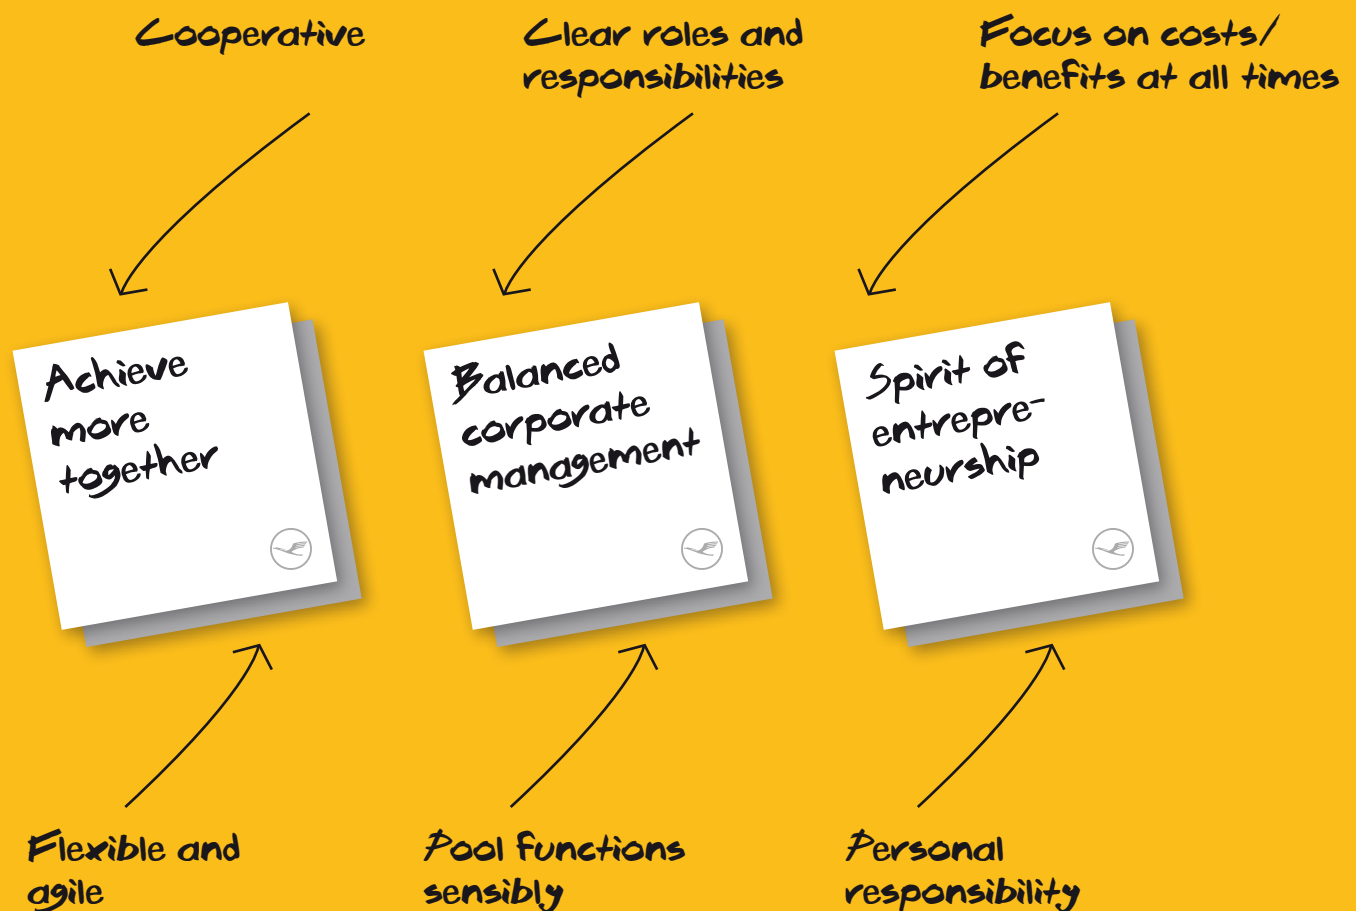 Cooperative
Clear roles and
responsibilities
Focus on costs/
benefits at all times
Achieve
more
together
Balanced
corporate
management
Spirit of
entrepre-
neurship
Flexible and
agile
Pool functions
sensibly
Personal
responsibility